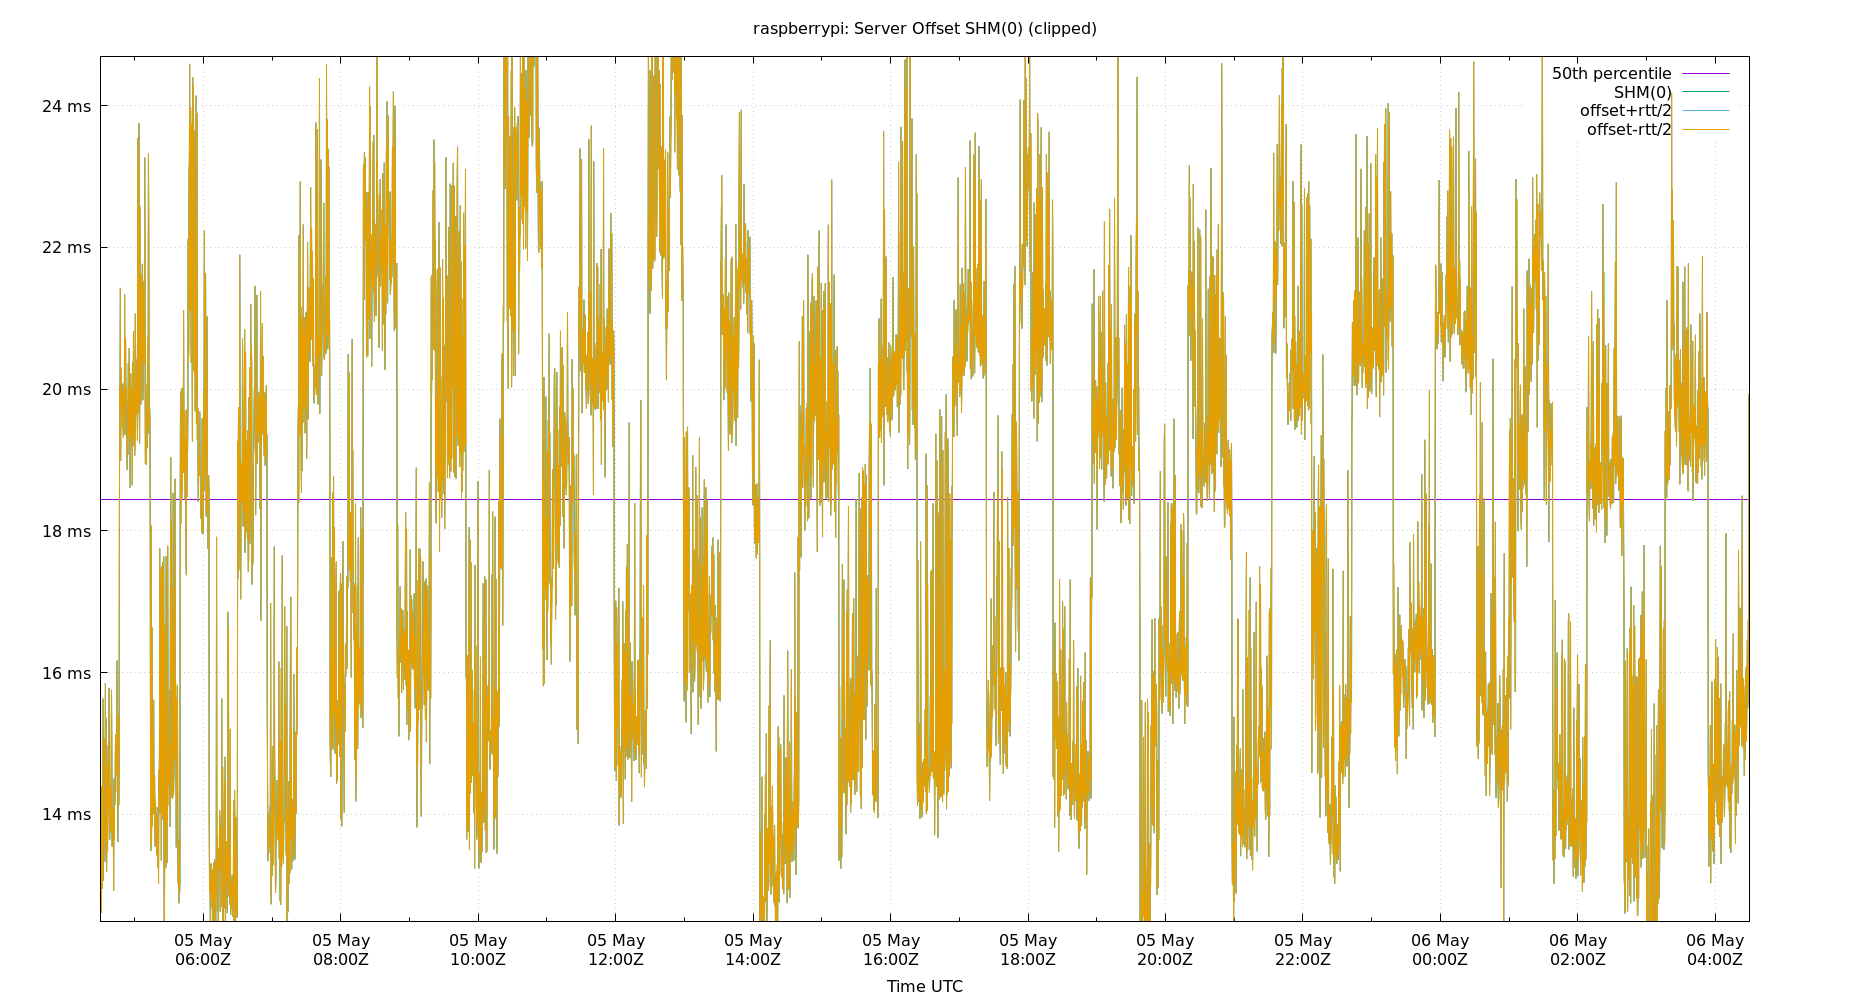 raspberrypi: Server Offset SHM(0) (clipped)
50th percentile
SHM(0)
offset+rtt/2
offset-rtt/2
24 ms
22 ms
20 ms
18 ms
16 ms
14 ms
05 May 05 May 05 May 05 May 05 May 05 May 05 May 05 May 05 May 06 May 06 May 06 May
06:00Z 08:00Z 10:00Z 12:00Z 14:00Z 16:00Z 18:00Z 20:00Z 22:00Z 00:00Z 02:00Z 04:00Z
Time UTC